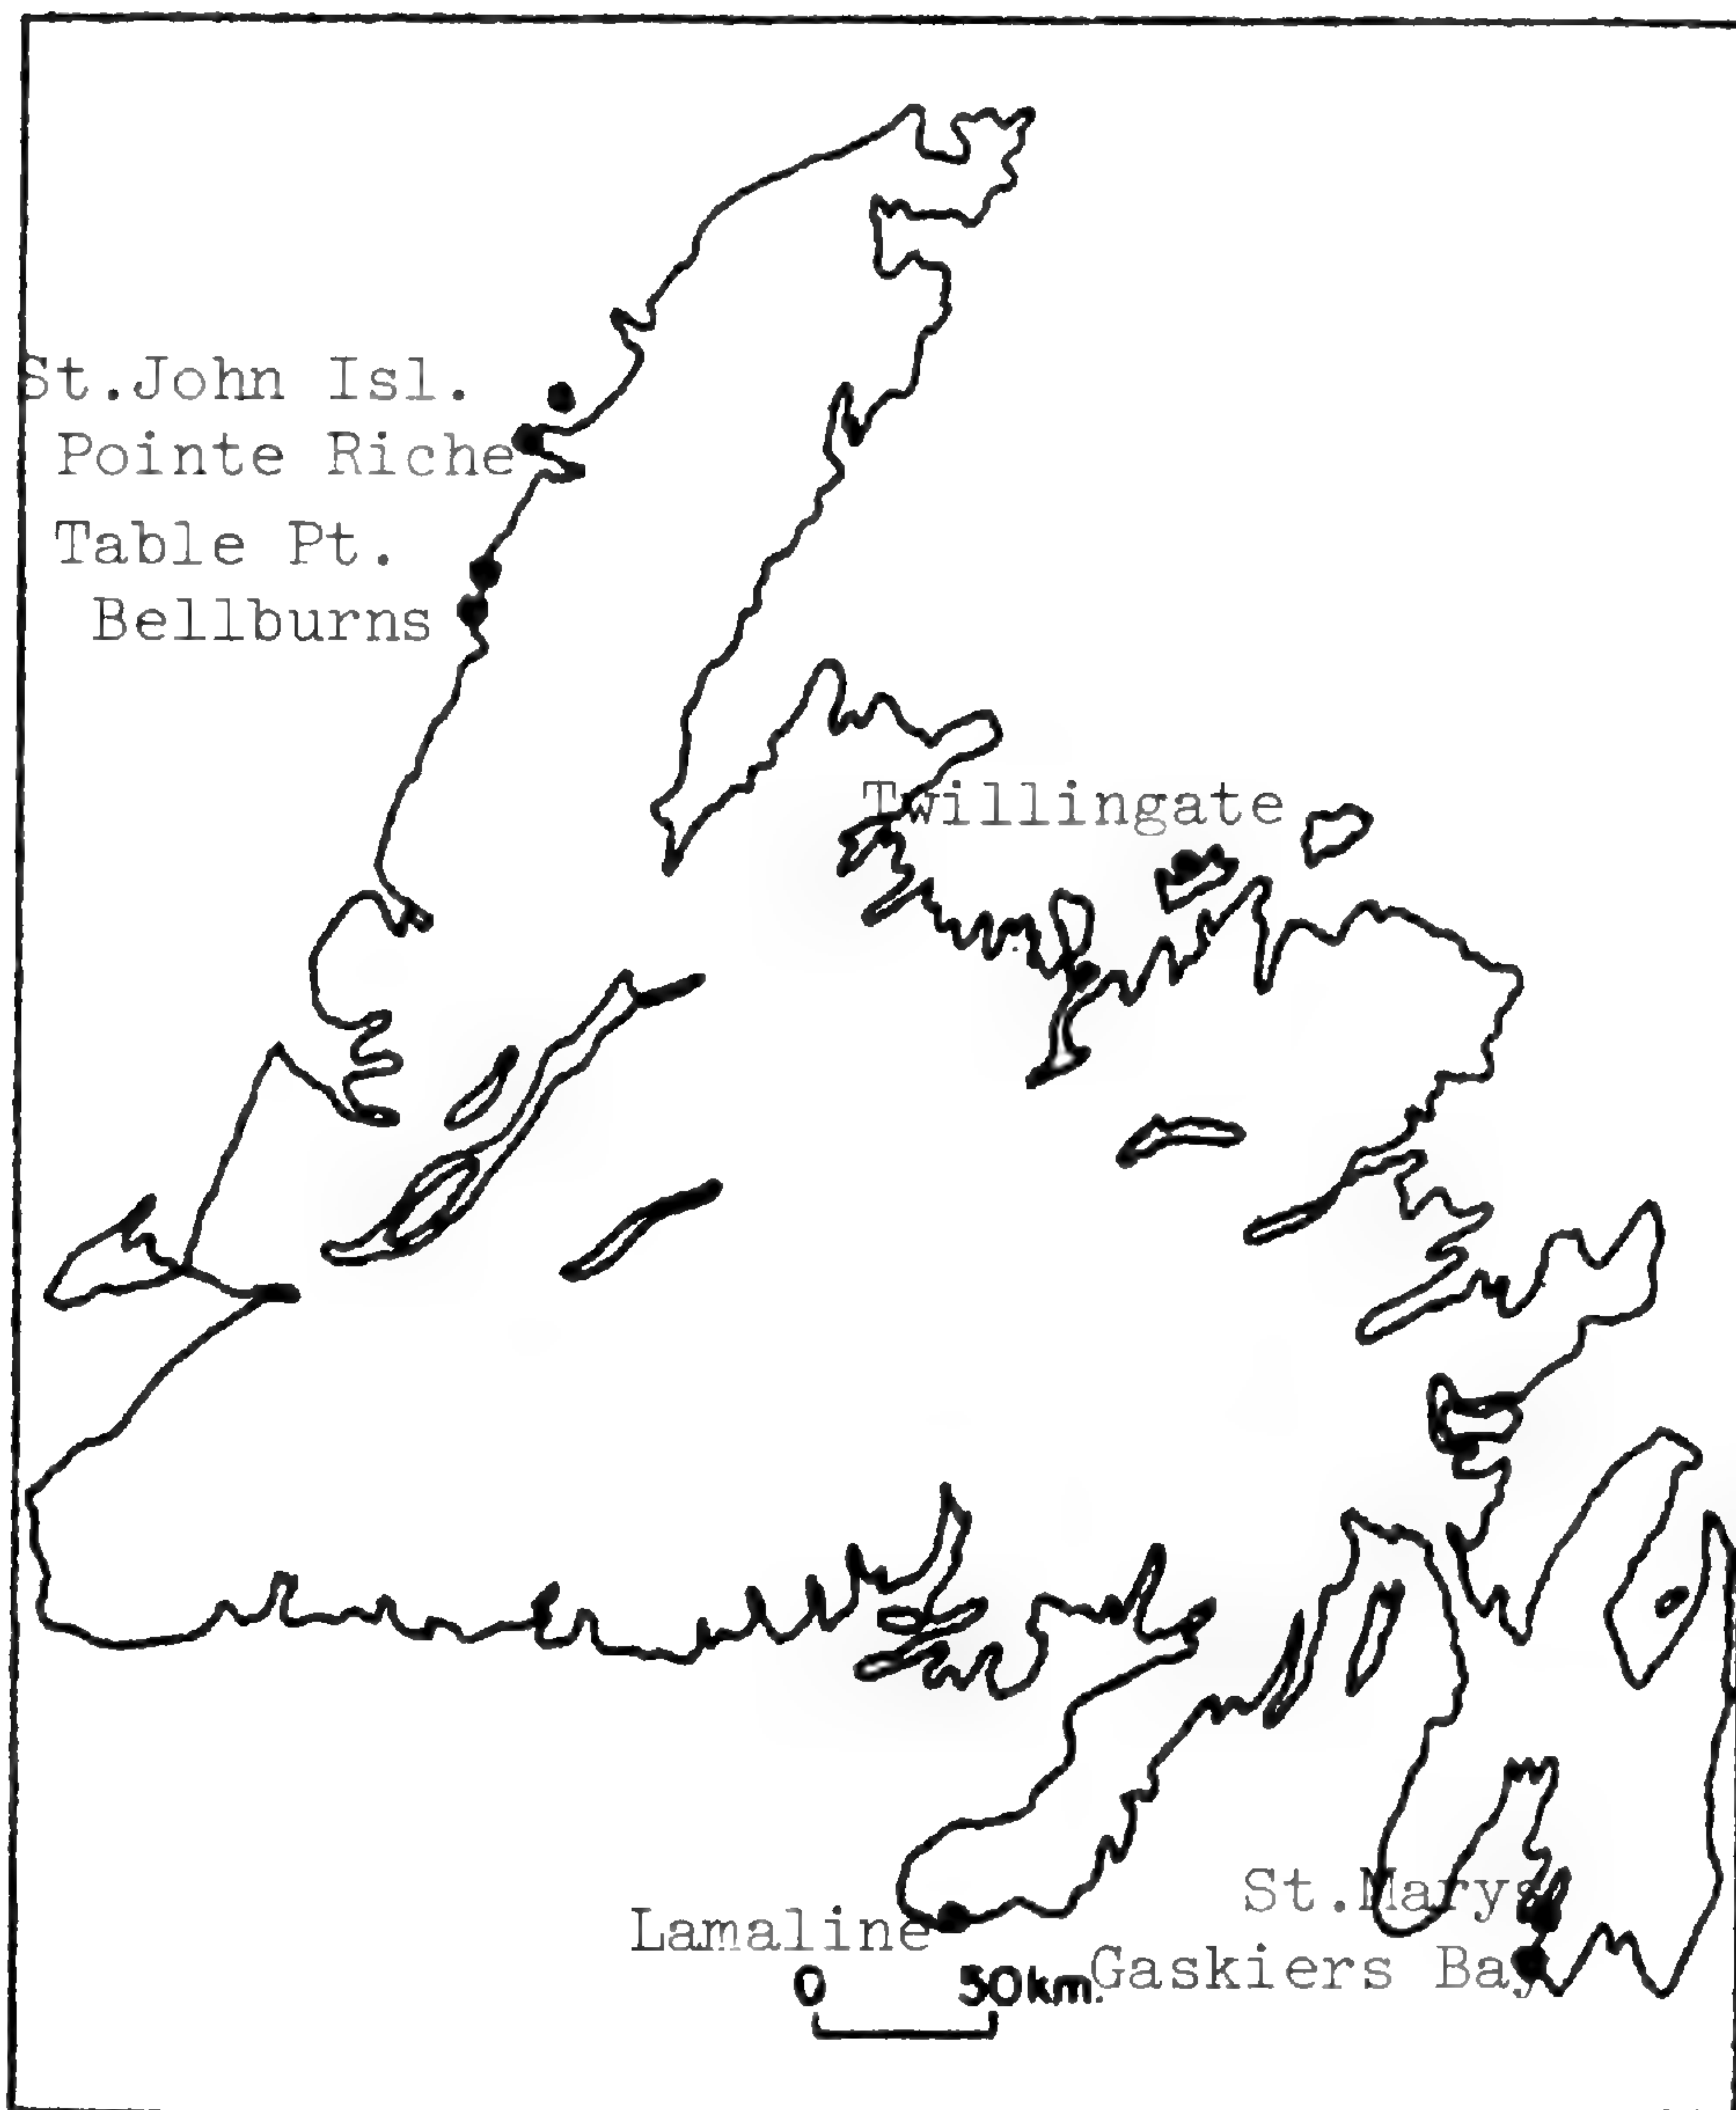 St.John Isl.
Pointe Riche
Table Pt.
Bellburns
Twillingate
St.Marys
Lamaline
Gaskiers Bay
0 50km.